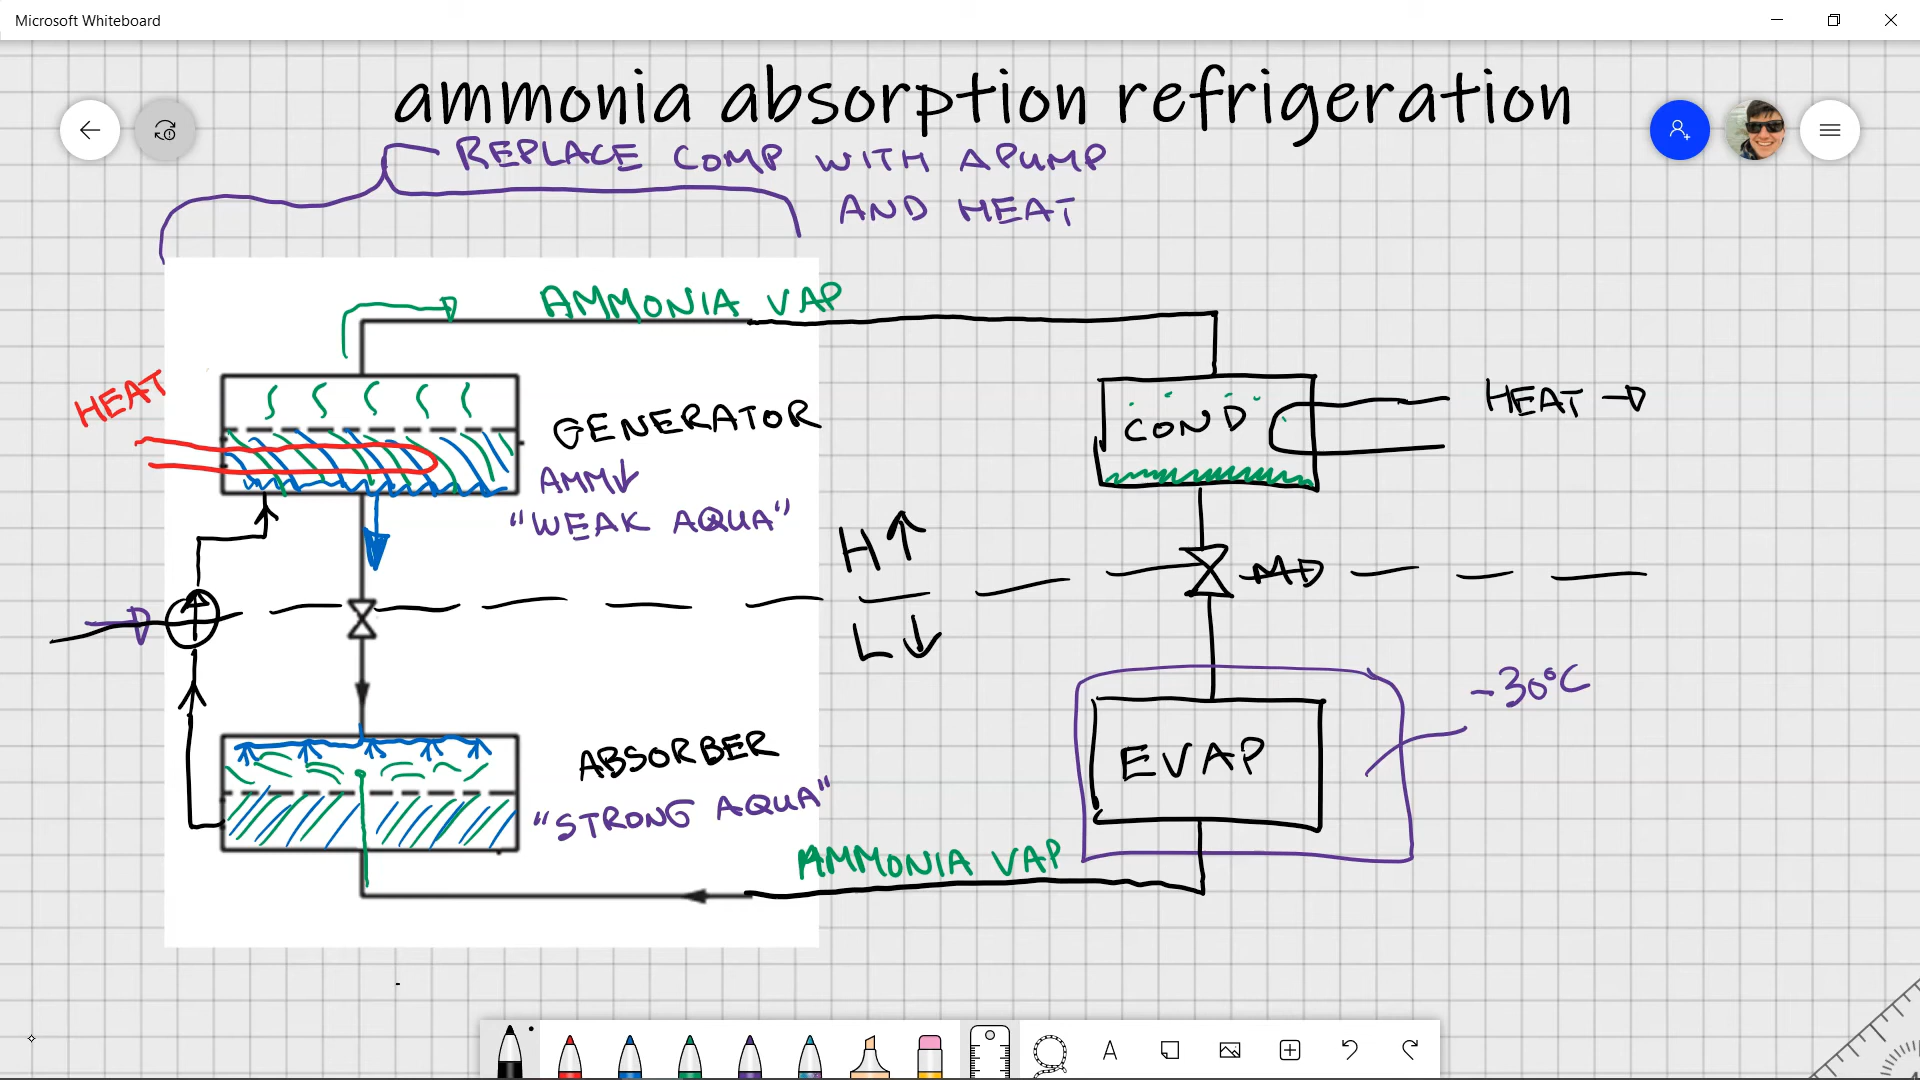 Microsoft Whiteboard
ammonia absorption refrigeration
REPLACE COMP WITH A PUMP
AND HEAT
AMMONIA VAP
HEAT
GENERATOR
AMM↓
"WEAK AQUA"
COND
HEAT →
H↑
MD
L↓
-30°C
ABSORBER
"STRONG AQUA"
EVAP
AMMONIA VAP
A